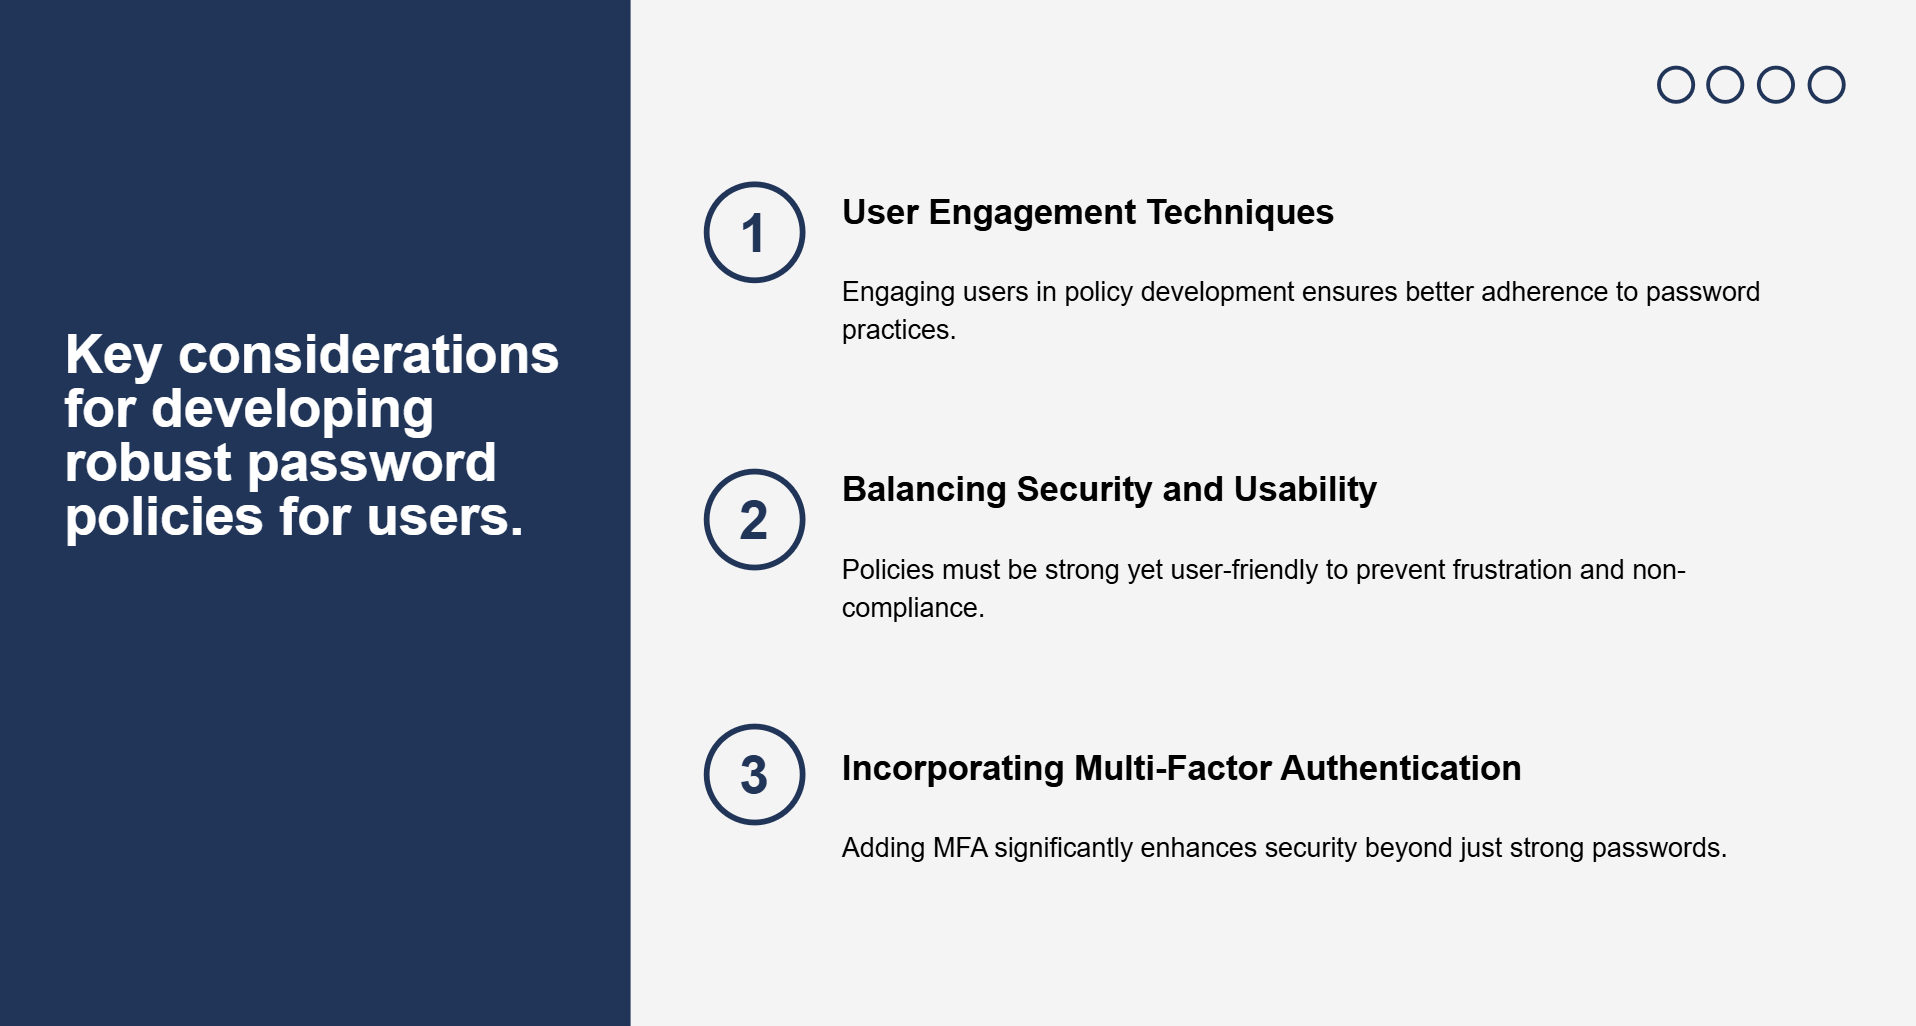 Key considerations
for developing
robust password
policies for users.
1
User Engagement Techniques
Engaging users in policy development ensures better adherence to password
practices.
2
Balancing Security and Usability
Policies must be strong yet user-friendly to prevent frustration and non-
compliance.
3
Incorporating Multi-Factor Authentication
Adding MFA significantly enhances security beyond just strong passwords.